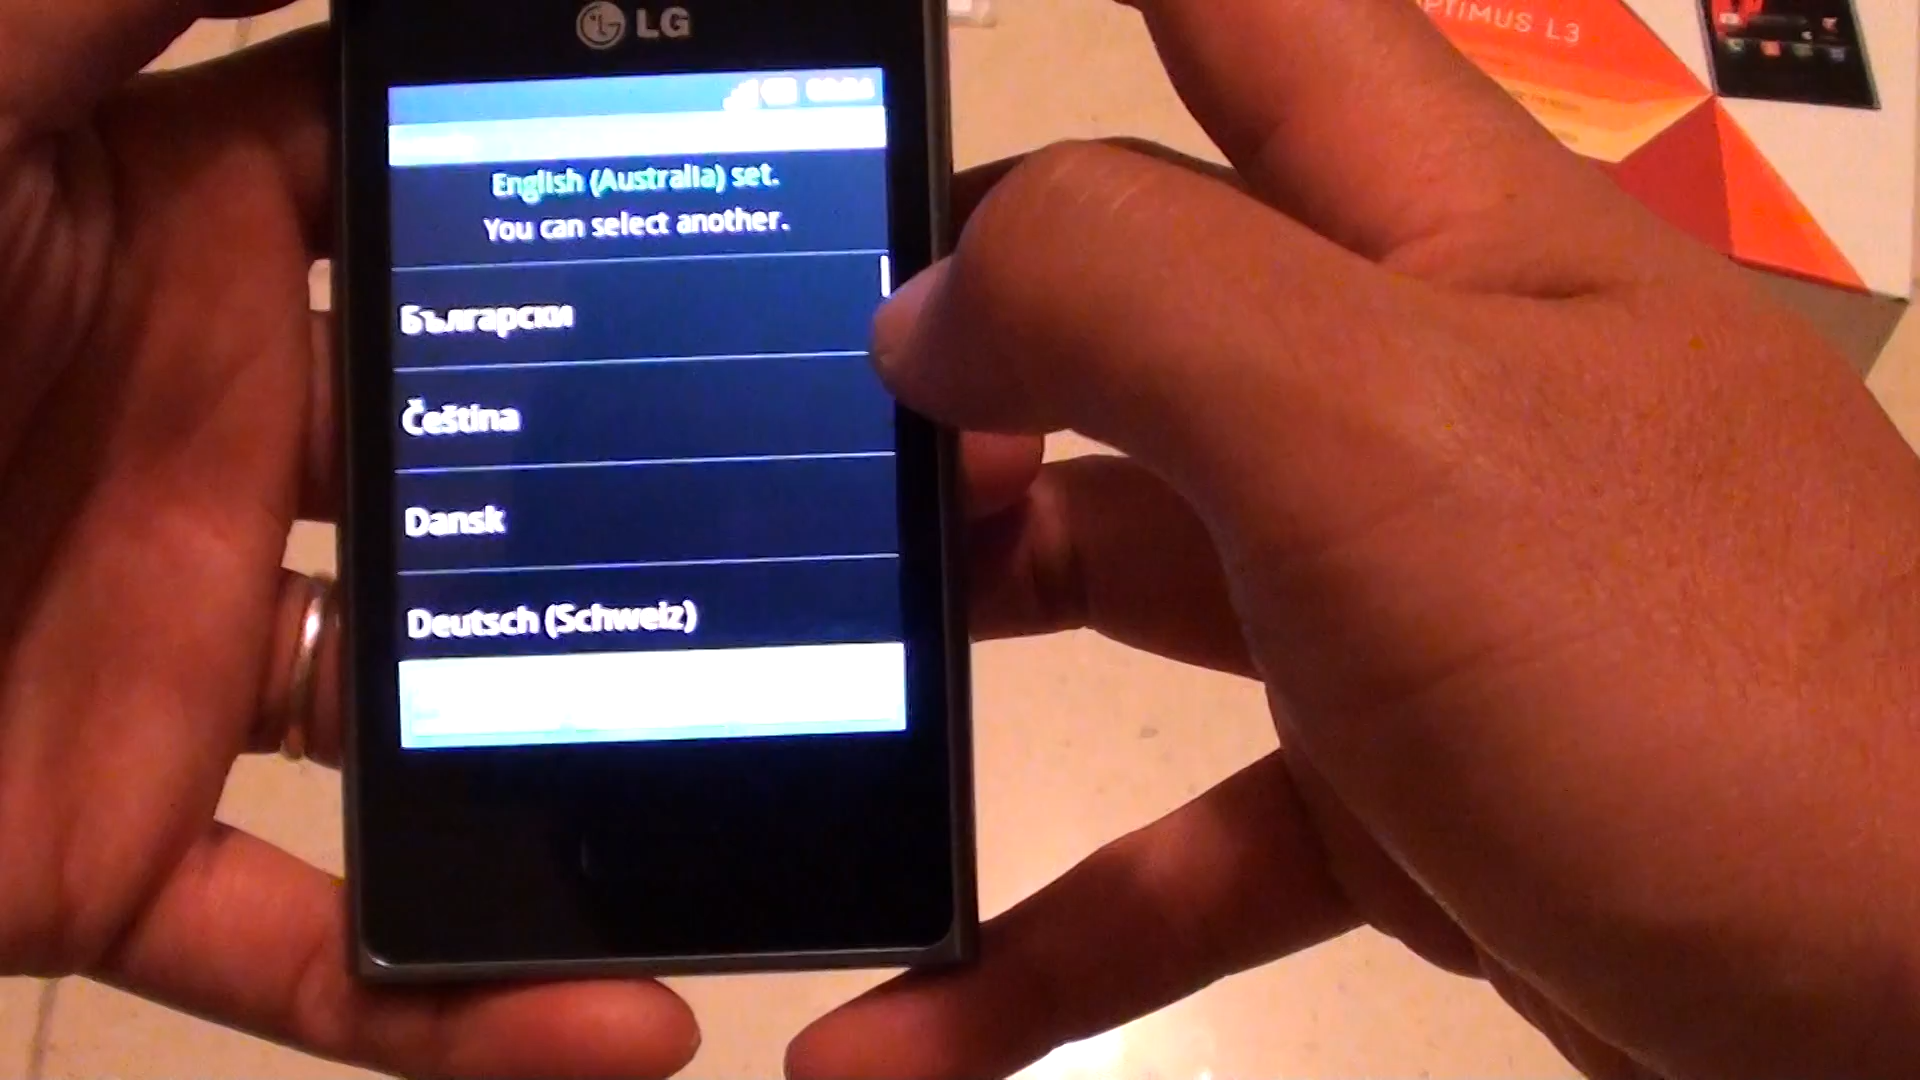 LG
OPTIMUS L3
English (Australia) set.
You can select another.
Български
Čeština
Dansk
Deutsch (Schweiz)